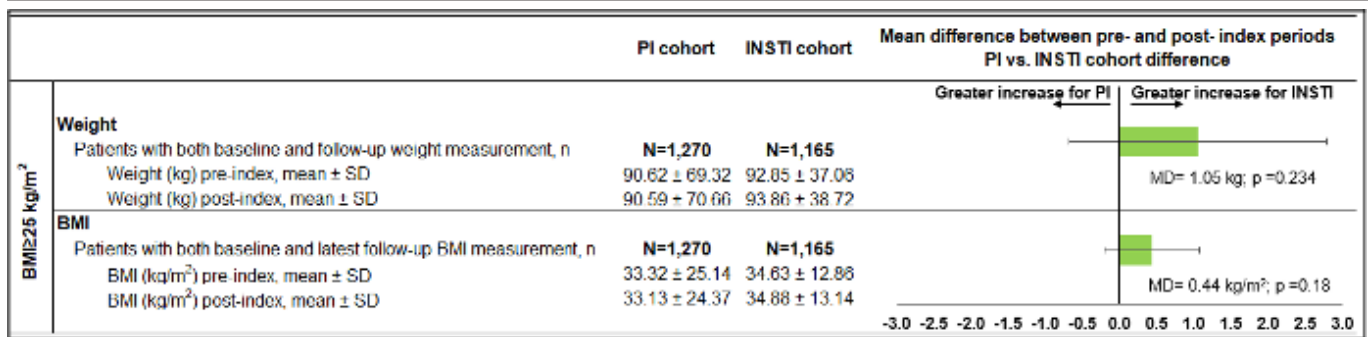 PI cohort INSTI cohort Mean difference between pre- and post- index periods
PI vs. INSTI cohort difference
Greater increase for PI Greater increase for INSTI
BMI≥25 kg/m²
Weight
Patients with both baseline and follow-up weight measurement, n N=1,270 N=1,165
Weight (kg) pre-index, mean ± SD 90.62 ± 69.32 92.85 ± 37.06
Weight (kg) post-index, mean ± SD 90.59 ± 70.66 93.86 ± 38.72
MD= 1.05 kg; p =0.234
BMI
Patients with both baseline and latest follow-up BMI measurement, n N=1,270 N=1,165
BMI (kg/m²) pre-index, mean ± SD 33.32 ± 25.14 34.63 ± 12.86
BMI (kg/m²) post-index, mean ± SD 33.13 ± 24.37 34.88 ± 13.14
MD= 0.44 kg/m²; p =0.18
-3.0 -2.5 -2.0 -1.5 -1.0 -0.5 0.0 0.5 1.0 1.5 2.0 2.5 3.0